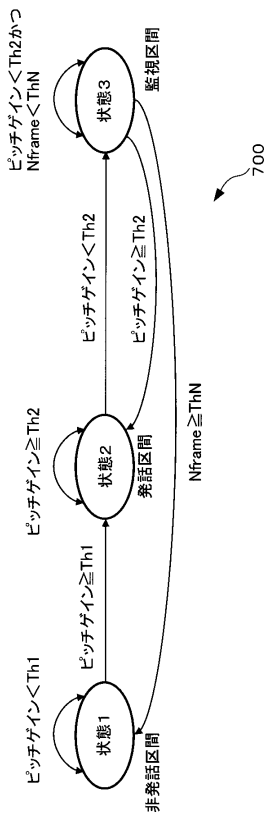 ピッチゲイン<Th1
状態1
非発話区間
ピッチゲイン≧Th1
ピッチゲイン≧Th2
状態2
発話区間
ピッチゲイン<Th2
ピッチゲイン≧Th2
ピッチゲイン<Th2かつ
Nframe<ThN
状態3
監視区間
Nframe≧ThN
700